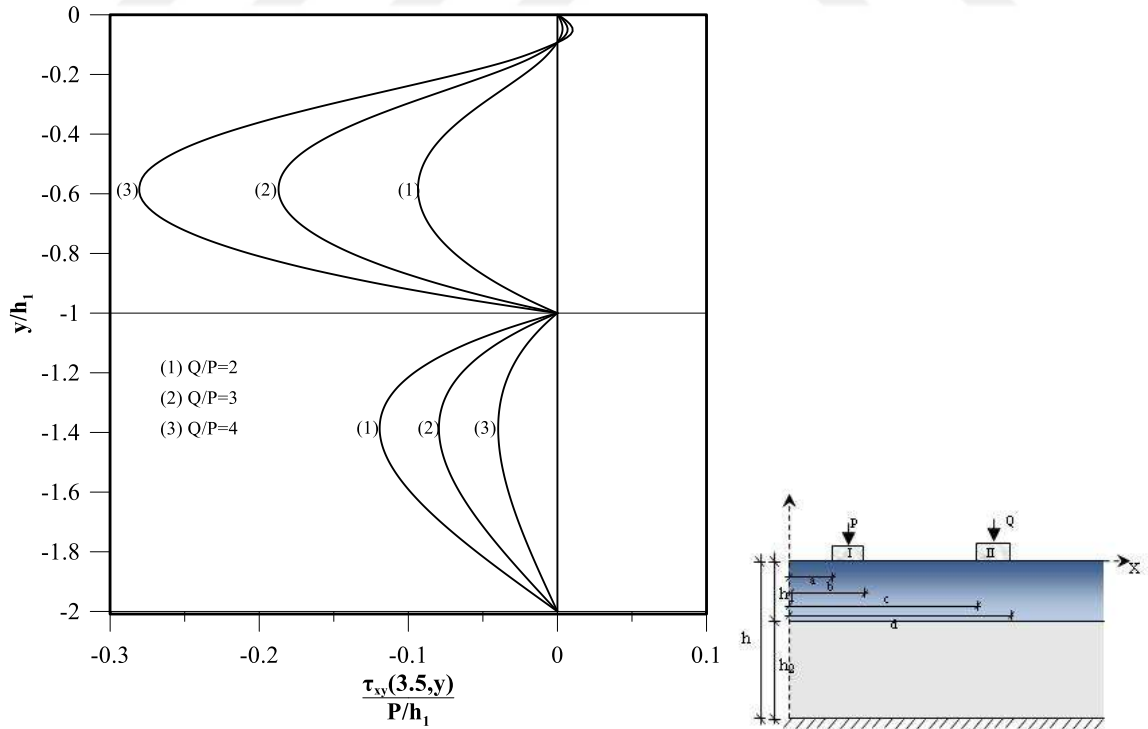 0
-0.2
-0.4
(3) (2) (1)
-0.6
-0.8
y/h₁
-1
-1.2
(1) Q/P=2
(2) Q/P=3
(3) Q/P=4
(1) (2) (3)
-1.4
-1.6
-1.8
-2
-0.3 -0.2 -0.1 0 0.1
τxy(3.5,y)
P/h₁
P Q
I II
X
a
b
c
d
h₁
h
h₂